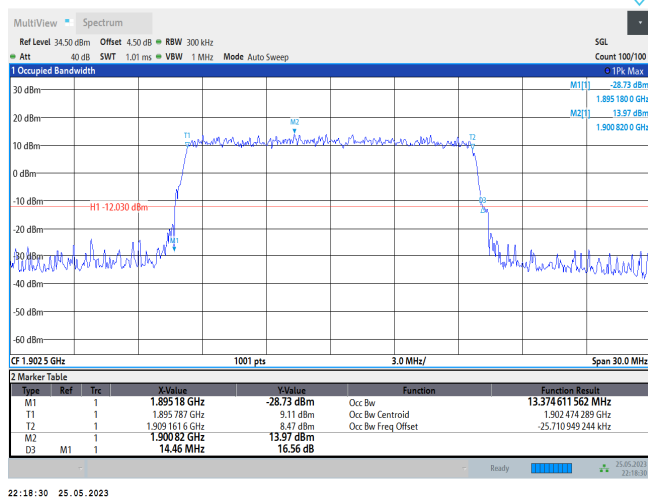 MultiView Spectrum
Ref Level 34.50 dBm Offset 4.50 dB RBW 300 kHz SGL
Att 40 dB SWT 1.01 ms VBW 1 MHz Mode Auto Sweep Count 100/100
1 Occupied Bandwidth 1Pk Max
M1[1] -28.73 dBm
1.895 180 0 GHz
M2[1] 13.97 dBm
1.900 820 0 GHz
30 dBm
20 dBm
M2
T1 T2
10 dBm
0 dBm
-10 dBm
D3
H1 -12.030 dBm
-20 dBm
M1
-30 dBm
-40 dBm
-50 dBm
-60 dBm
CF 1.902 5 GHz 1001 pts 3.0 MHz/ Span 30.0 MHz
2 Marker Table
Type Ref Trc X-Value Y-Value Function Function Result
M1 1 1.895 18 GHz -28.73 dBm Occ Bw 13.374 611 562 MHz
T1 1 1.895 787 GHz 9.11 dBm Occ Bw Centroid 1.902 474 289 GHz
T2 1 1.909 161 6 GHz 8.47 dBm Occ Bw Freq Offset -25.710 949 244 kHz
M2 1 1.900 82 GHz 13.97 dBm
D3 M1 1 14.46 MHz 16.56 dB
Ready 25.05.2023
22:18:30
22:18:30 25.05.2023